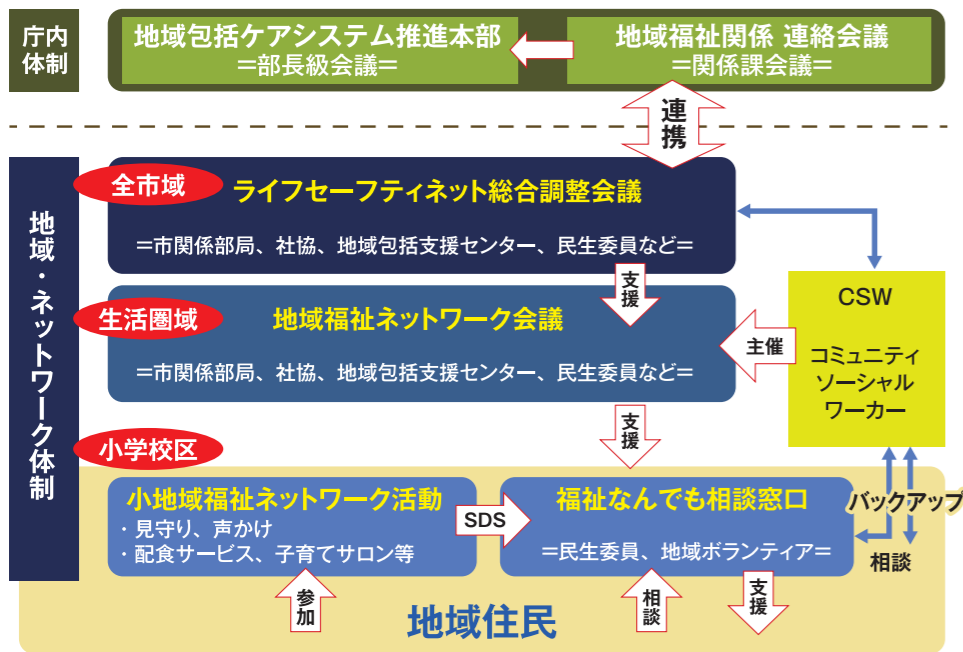 庁内
体制
地域包括ケアシステム推進本部
=部長級会議=
地域福祉関係 連絡会議
=関係課会議=
連携
地域・ネットワーク体制
全市域
ライフセーフティネット総合調整会議
=市関係部局、社協、地域包括支援センター、民生委員など=
支援
生活圏域
地域福祉ネットワーク会議
=市関係部局、社協、地域包括支援センター、民生委員など=
主催
CSW
コミュニティ
ソーシャル
ワーカー
支援
小学校区
小地域福祉ネットワーク活動
・見守り、声かけ
・配食サービス、子育てサロン等
SDS
福祉なんでも相談窓口
=民生委員、地域ボランティア=
バックアップ
相談
参加
相談
支援
地域住民